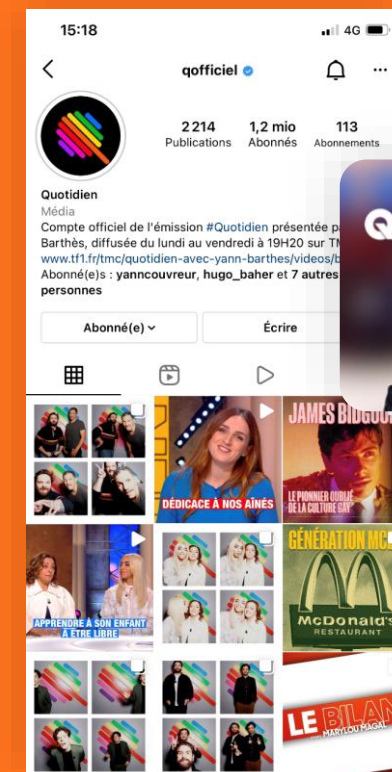 15:18
4G
qofficiel
2 214
1,2 mio
113
Publications
Abonnés
Abonnements
Quotidien
Média
Compte officiel de l'émission #Quotidien présentée
Barthès, diffusée du lundi au vendredi à 19H20 sur
www.tf1.fr/tmc/quotidien-avec-yann-barthes/videos/
Abonné(e)s : yanncouvreur, hugo_baher et 7 autres
personnes
Abonné(e)
Écrire
Q
DÉDICACE À NOS AÎNÉS
JAMES
LE PIONNIER OUBLIÉ
DE LA CULTURE GAY
APPRENDRE À SON ENFANT
À ÊTRE LIBRE
GÉNÉRATION
McDonald's
RESTAURANT
LE BILAN
MARYLOU MAGAL